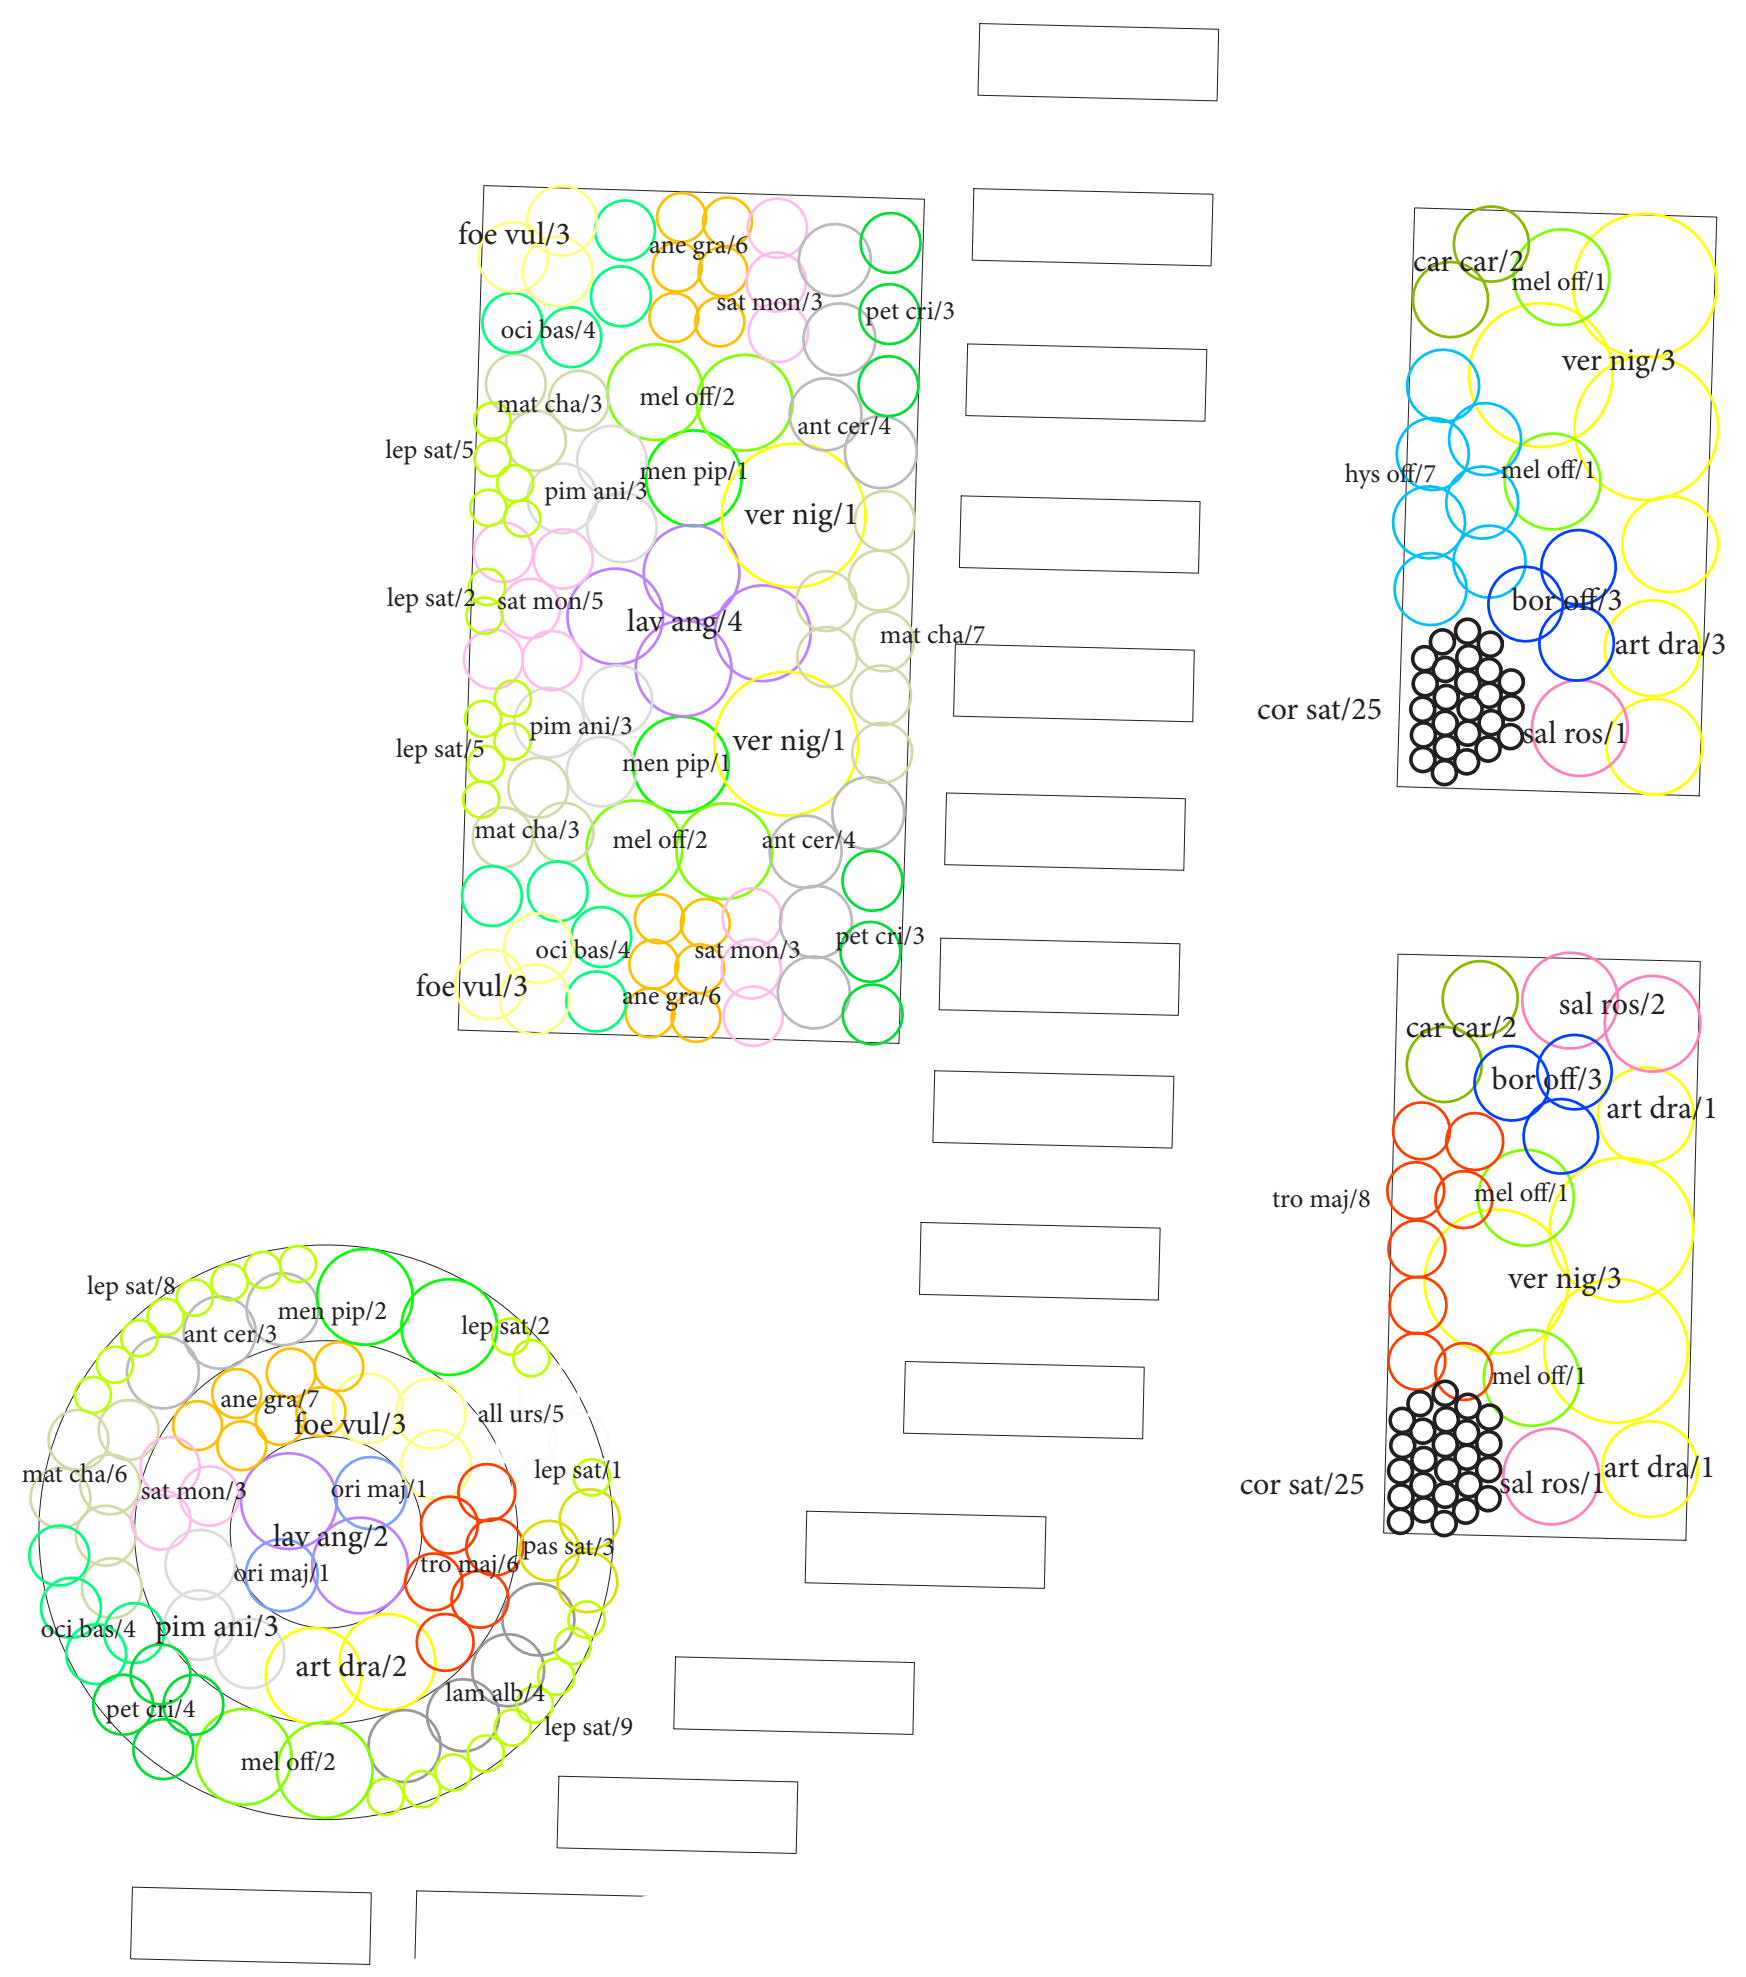 foe vul/3
ane gra/6
sat mon/3
pet cri/3
oci bas/4
mat cha/3
mel off/2
ant cer/4
lep sat/5
men pip/1
pim ani/3
ver nig/1
lep sat/2
sat mon/5
lav ang/4
mat cha/7
pim ani/3
ver nig/1
lep sat/5
men pip/1
mat cha/3
mel off/2
ant cer/4
oci bas/4
sat mon/3
pet cri/3
foe vul/3
ane gra/6
car car/2
mel off/1
ver nig/3
hys off/7
mel off/1
bor off/3
art dra/3
cor sat/25
sal ros/1
sal ros/2
car car/2
bor off/3
art dra/1
tro maj/8
mel off/1
ver nig/3
mel off/1
cor sat/25
sal ros/1
art dra/1
lep sat/8
men pip/2
ant cer/3
lep sat/2
ane gra/7
foe vul/3
all urs/5
mat cha/6
sat mon/3
ori maj/1
lep sat/1
lav ang/2
ori maj/1
tro maj/6
pas sat/3
oci bas/4
pim ani/3
art dra/2
lam alb/4
pet cri/4
lep sat/9
mel off/2